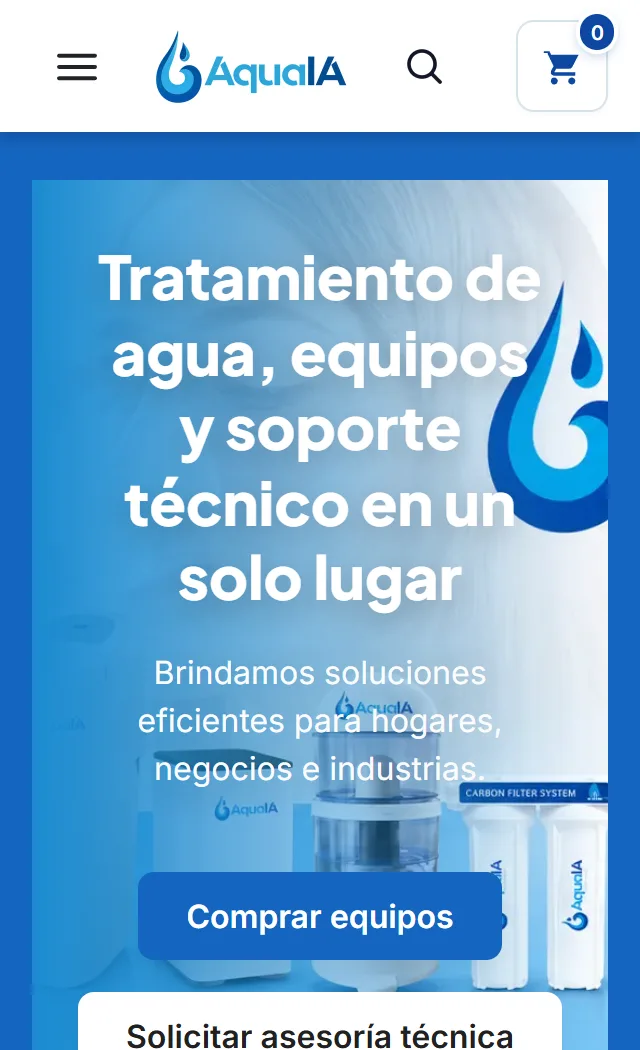 AquaIA
0
Tratamiento de
agua, equipos
y soporte
técnico en un
solo lugar
Brindamos soluciones
AquaIA
eficientes para hogares,
negocios e industrias.
CARBON FILTER SYSTEM
AquaIA
AquaIA
Comprar equipos
Solicitar asesoría técnica